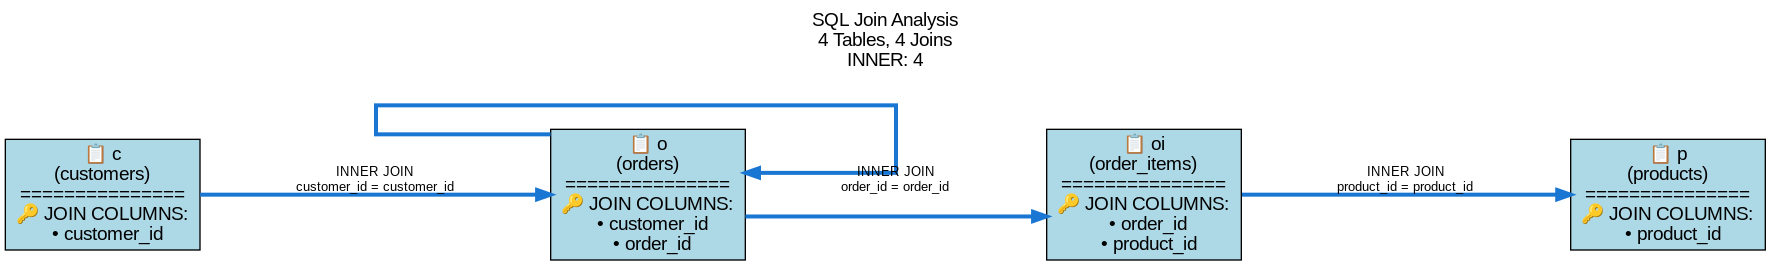 SQL Join Analysis
4 Tables, 4 Joins
INNER: 4
📋 c
(customers)
===============
🔑 JOIN COLUMNS:
• customer_id
INNER JOIN
customer_id = customer_id
📋 o
(orders)
===============
🔑 JOIN COLUMNS:
• customer_id
• order_id
INNER JOIN
order_id = order_id
📋 oi
(order_items)
===============
🔑 JOIN COLUMNS:
• order_id
• product_id
INNER JOIN
product_id = product_id
📋 p
(products)
===============
🔑 JOIN COLUMNS:
• product_id